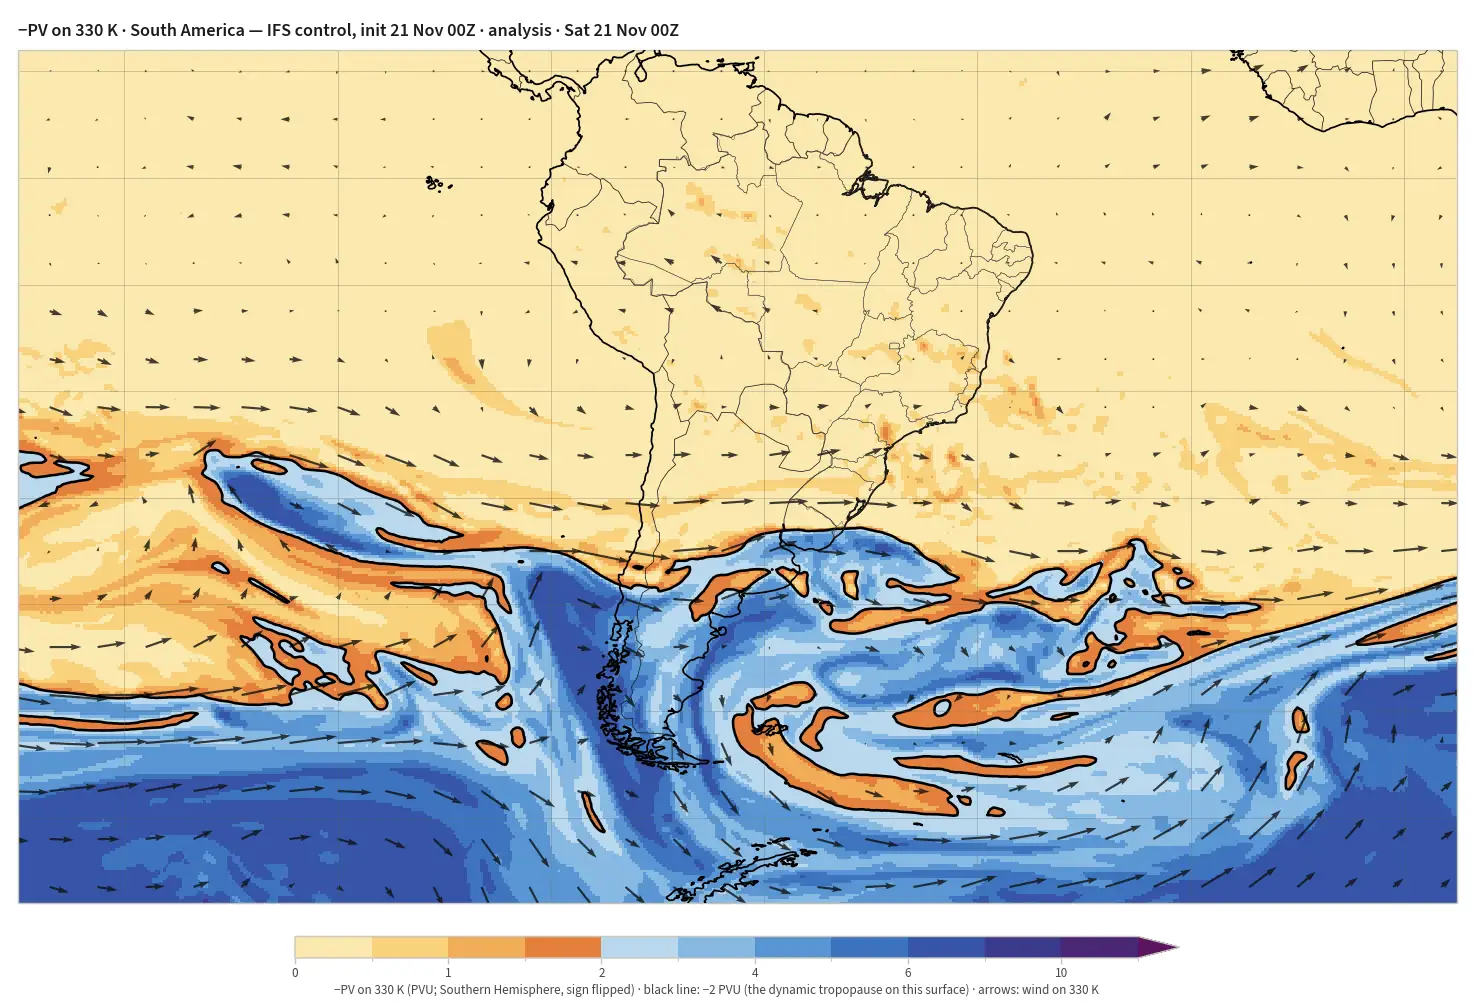 −PV on 330 K · South America — IFS control, init 21 Nov 00Z · analysis · Sat 21 Nov 00Z
0 1 2 4 6 10
−PV on 330 K (PVU; Southern Hemisphere, sign flipped) · black line: −2 PVU (the dynamic tropopause on this surface) · arrows: wind on 330 K